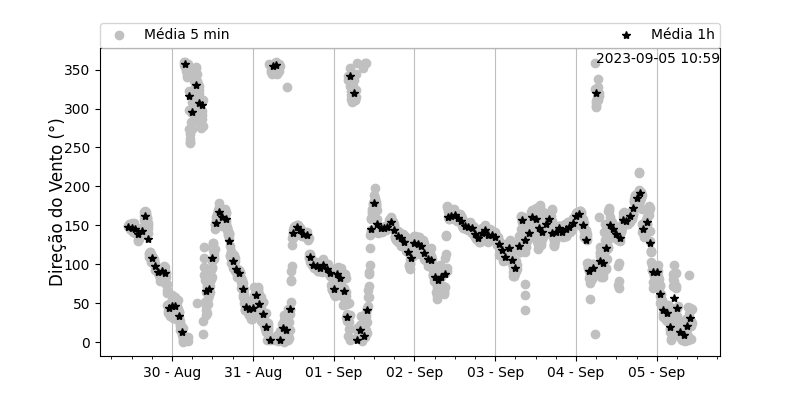 Média 5 min
Média 1h
2023-09-05 10:59
Direção do Vento (°)
350
300
250
200
150
100
50
0
30 - Aug
31 - Aug
01 - Sep
02 - Sep
03 - Sep
04 - Sep
05 - Sep